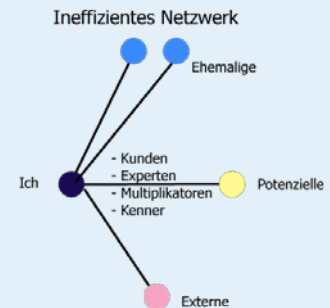 Ineffizientes Netzwerk
Ehemalige
- Kunden
- Experten
Ich
- Multiplikatoren
Potenzielle
- Kenner
Externe